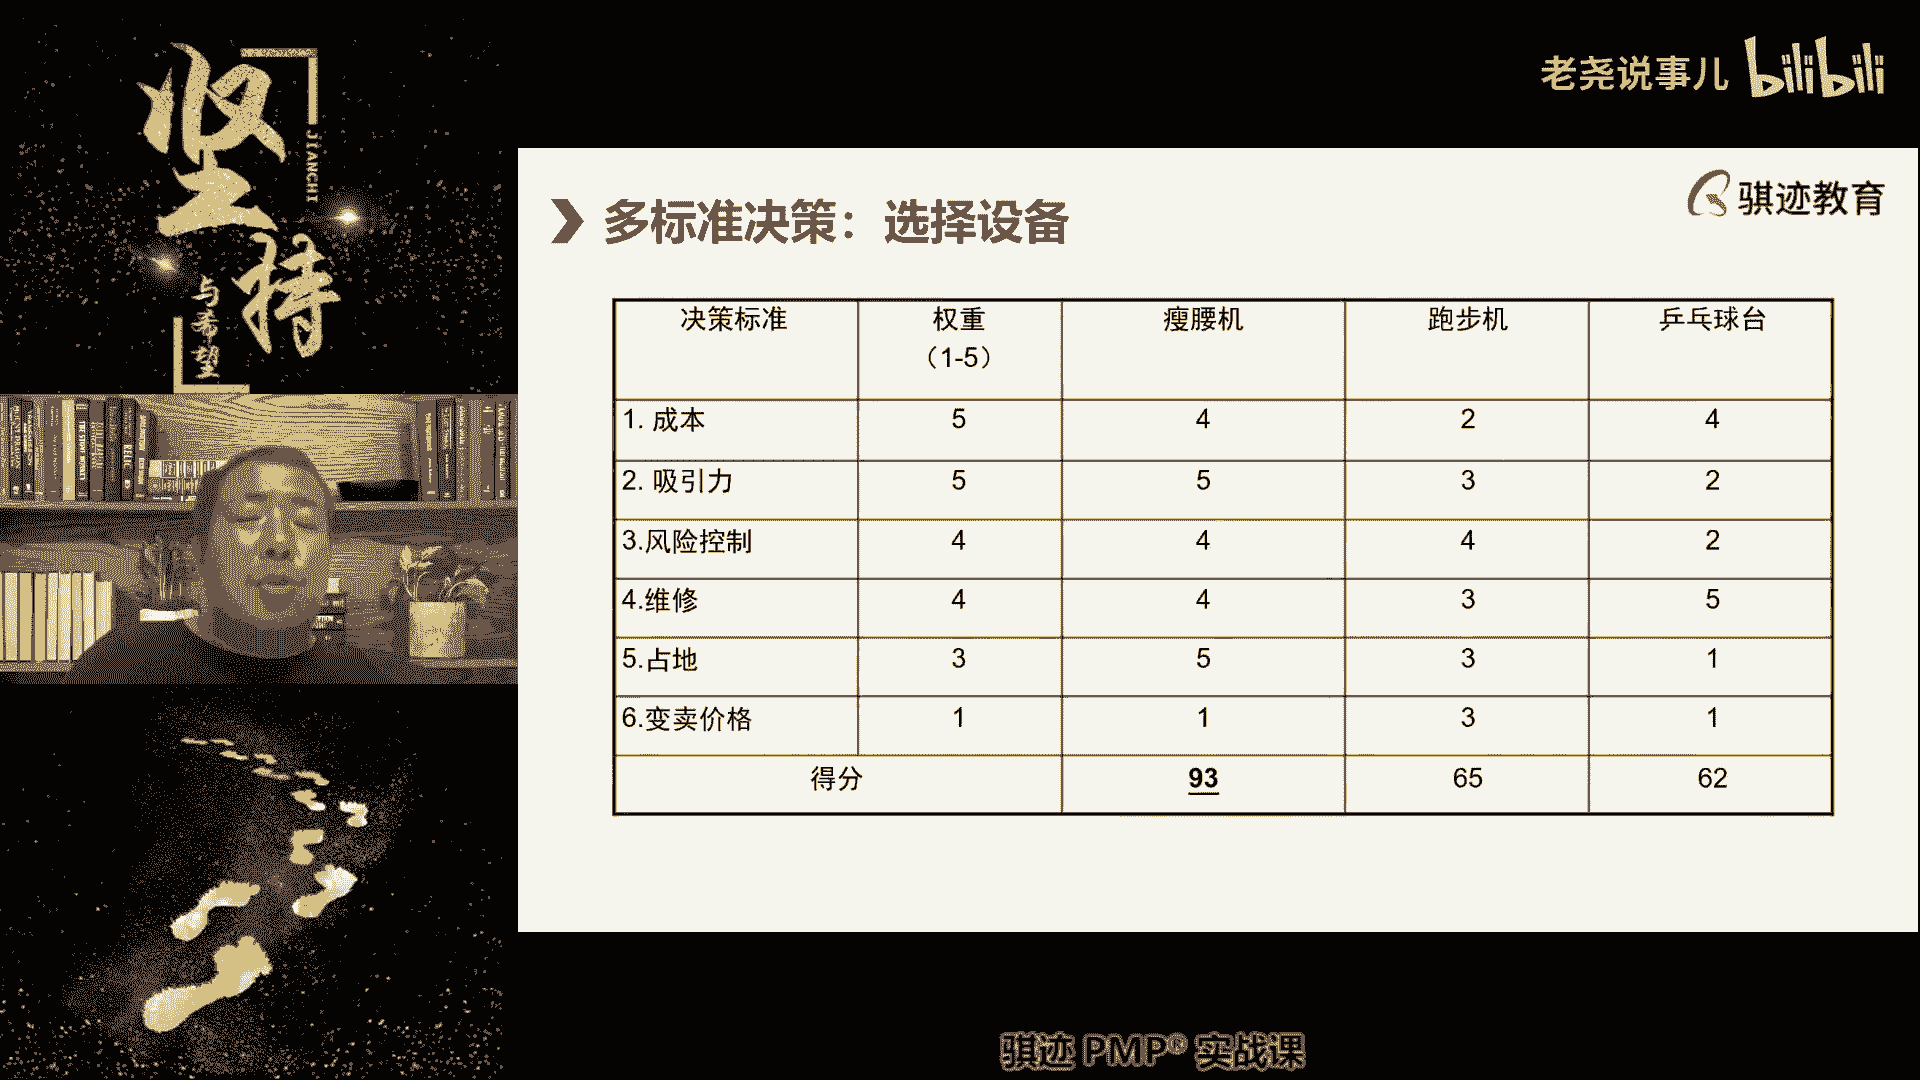 坚持
JIANCHI
与希望
老尧说事儿 bilibili
骐迹教育
多标准决策：选择设备
决策标准 权重 瘦腰机 跑步机 乒乓球台
（1-5）
1. 成本 5 4 2 4
2. 吸引力 5 5 3 2
3.风险控制 4 4 4 2
4.维修 4 4 3 5
5.占地 3 5 3 1
6.变卖价格 1 1 3 1
得分 93 65 62
骐迹 PMP® 实战课